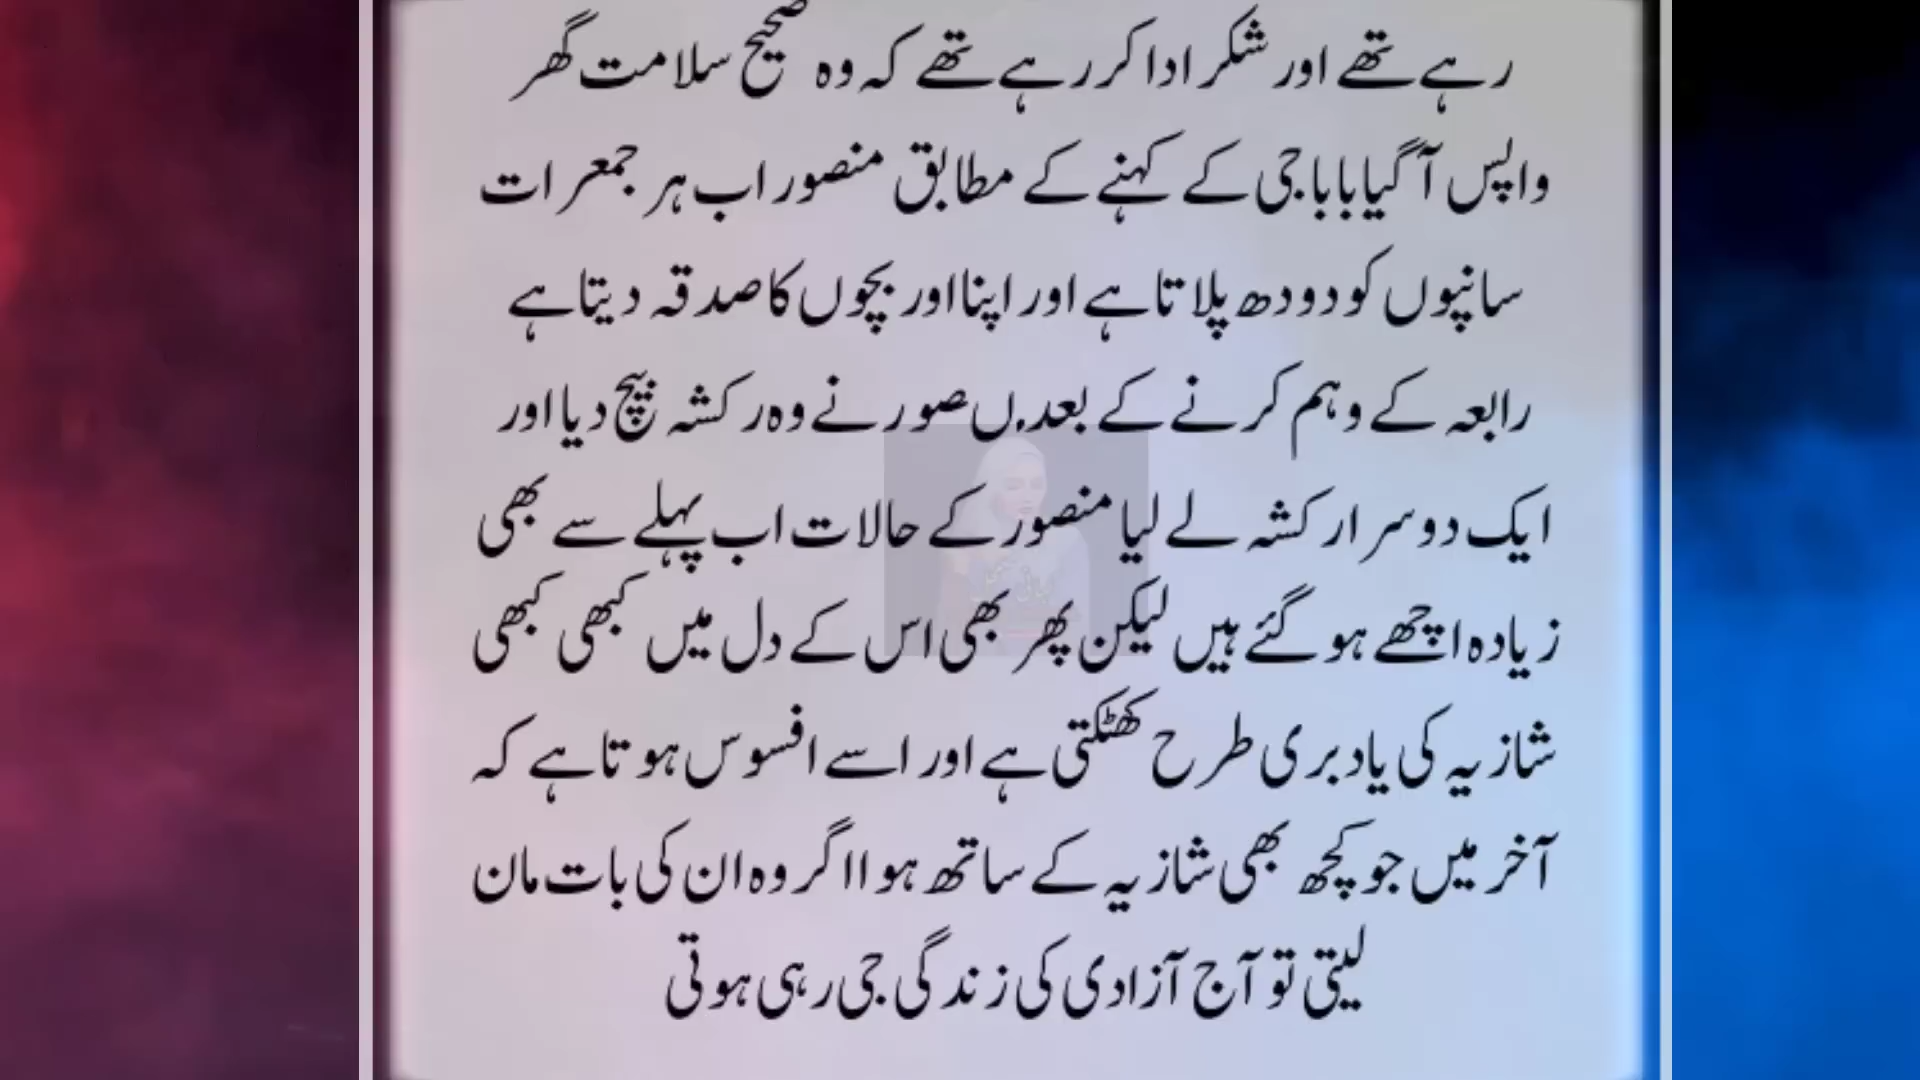 رہے تھے اور شکر ادا کر رہے تھے کہ وہ صحیح سلامت گھر
واپس آگیا بابا جی کے کہنے کے مطابق منصور اب ہر جمعرات
سانپوں کو دودھ پلاتا ہے اور اپنا اور بچوں کا صدقہ دیتا ہے
رابعہ کے وہم کرنے کے بعد.ں صور نے وہ رکشہ بیچ دیا اور
ایک دوسرا رکشہ لے لیا منصور کے حالات اب پہلے سے بھی
زیادہ اچھے ہو گئے ہیں لیکن پھر بھی اس کے دل میں کبھی کبھی
شازیہ کی یاد بری طرح کھٹکتی ہے اور اسے افسوس ہوتا ہے کہ
آخر میں جو کچھ بھی شازیہ کے ساتھ ہوا اگر وہ ان کی بات مان
لیتی تو آج آزادی کی زندگی جی رہی ہوتی